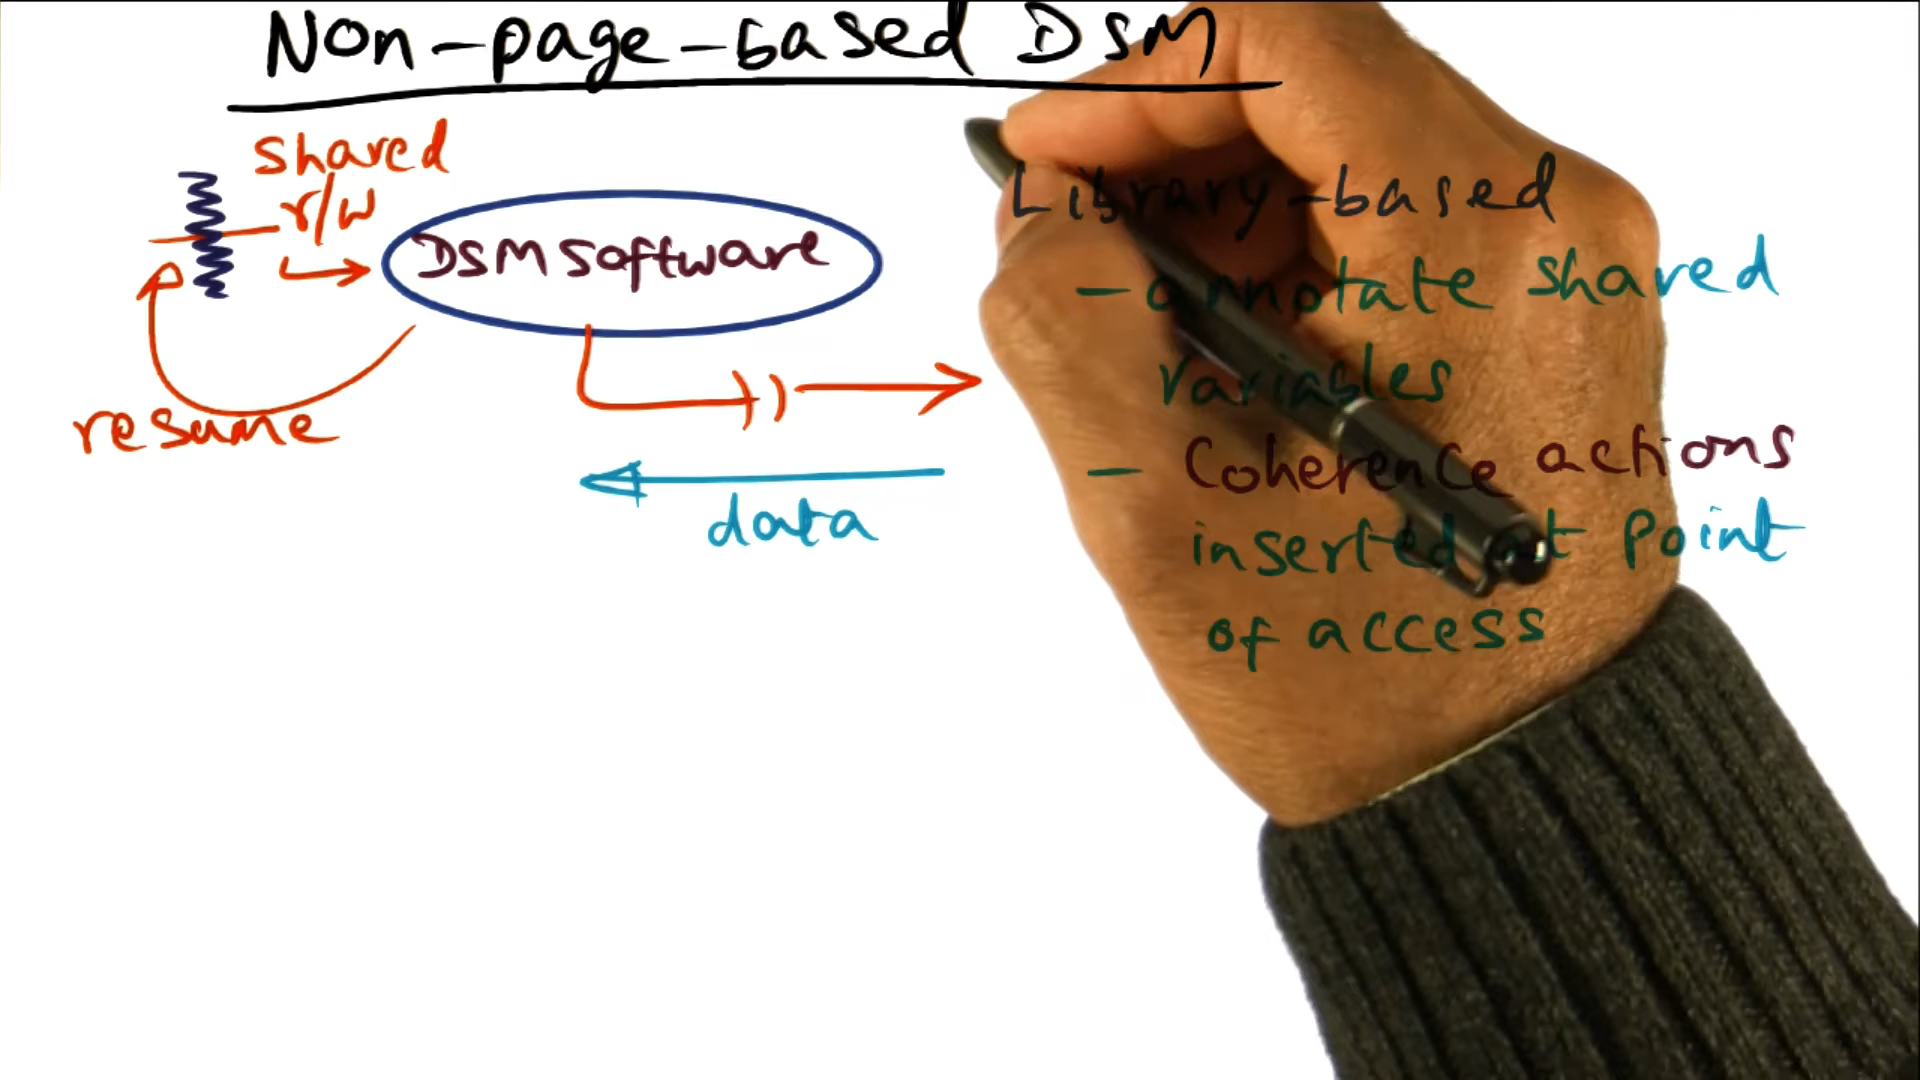 Non-page-based DSM
shared
r/w
DSM software
resume
data
Library-based
- annotate shared
variables
- Coherence actions
inserted at point
of access